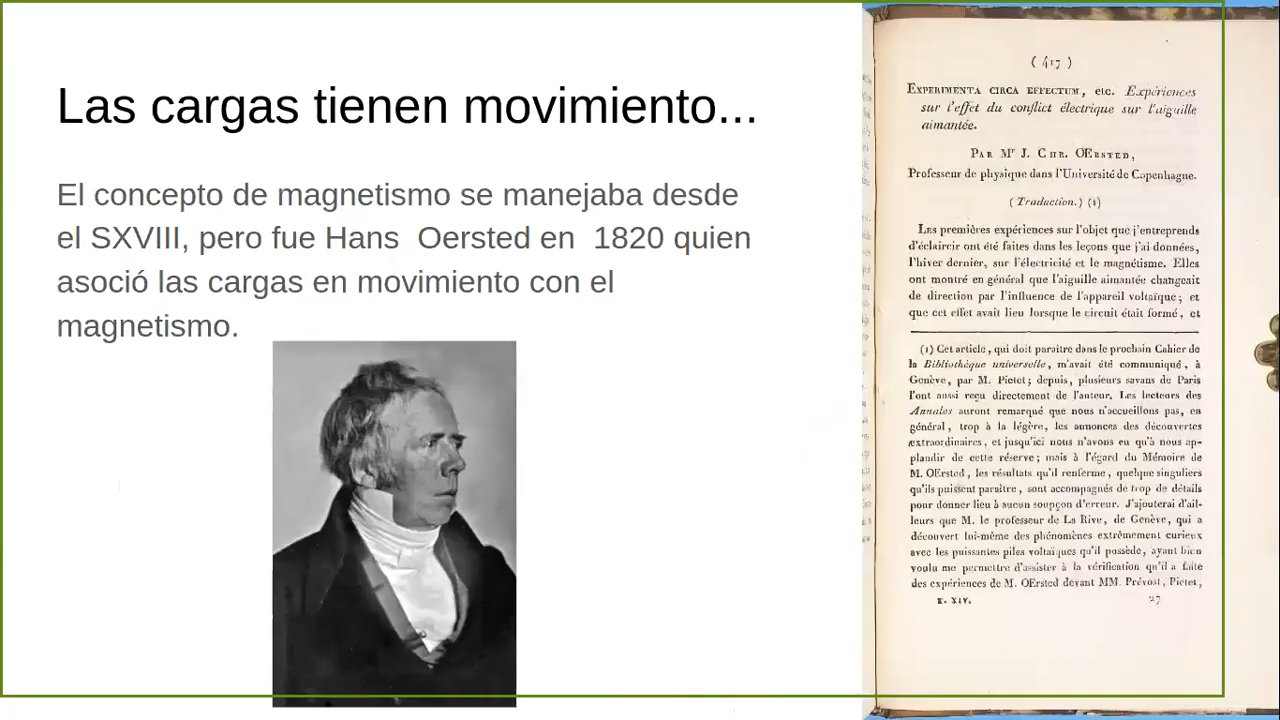 Las cargas tienen movimiento...
El concepto de magnetismo se manejaba desde
el SXVIII, pero fue Hans  Oersted en  1820 quien
asoció las cargas en movimiento con el
magnetismo.
( 417 )
EXPERIMENTA CIRCA EFFECTUM, etc. Expériences
sur l'effet du conflict électrique sur l'aiguille
aimantée.
PAR Mr J. CHR. OERSTED,
Professeur de physique dans l'Université de Copenhague.
( Traduction. ) (1)
Les premières expériences sur l'objet que j'entreprends
d'éclaircir ont été faites dans les leçons que j'ai données,
l'hiver dernier, sur l'électricité et le magnétisme. Elles
ont montré en général que l'aiguille aimantée changeait
de direction par l'influence de l'appareil voltaïque ; et
que cet effet avait lieu lorsque le circuit était formé, et
(1) Cet article, qui doit paraître dans le prochain Cahier de
la Bibliothèque universelle, m'avait été communiqué, à
Genève, par M. Pictet ; depuis, plusieurs savans de Paris
l'ont aussi reçu directement de l'auteur. Les lecteurs des
Annales auront remarqué que nous n'accueillons pas, en
général, trop à la légère, les annonces des découvertes
extraordinaires, et jusqu'ici nous n'avons eu qu'à nous ap-
plaudir de cette réserve ; mais à l'égard du Mémoire de
M. OErsted, les résultats qu'il renferme, quelque singuliers
qu'ils puissent paraître, sont accompagnés de trop de détails
pour donner lieu à aucun soupçon d'erreur. J'ajouterai d'ail-
leurs que M. le professeur de La Rive, de Genève, qui a
découvert lui-même des phénomènes extrêmement curieux
avec les puissantes piles voltaïques qu'il possède, ayant bien
voulu me permettre d'assister à la vérification qu'il a faite
des expériences de M. OErsted devant MM. Prévost, Pictet,
T. XIV.
27